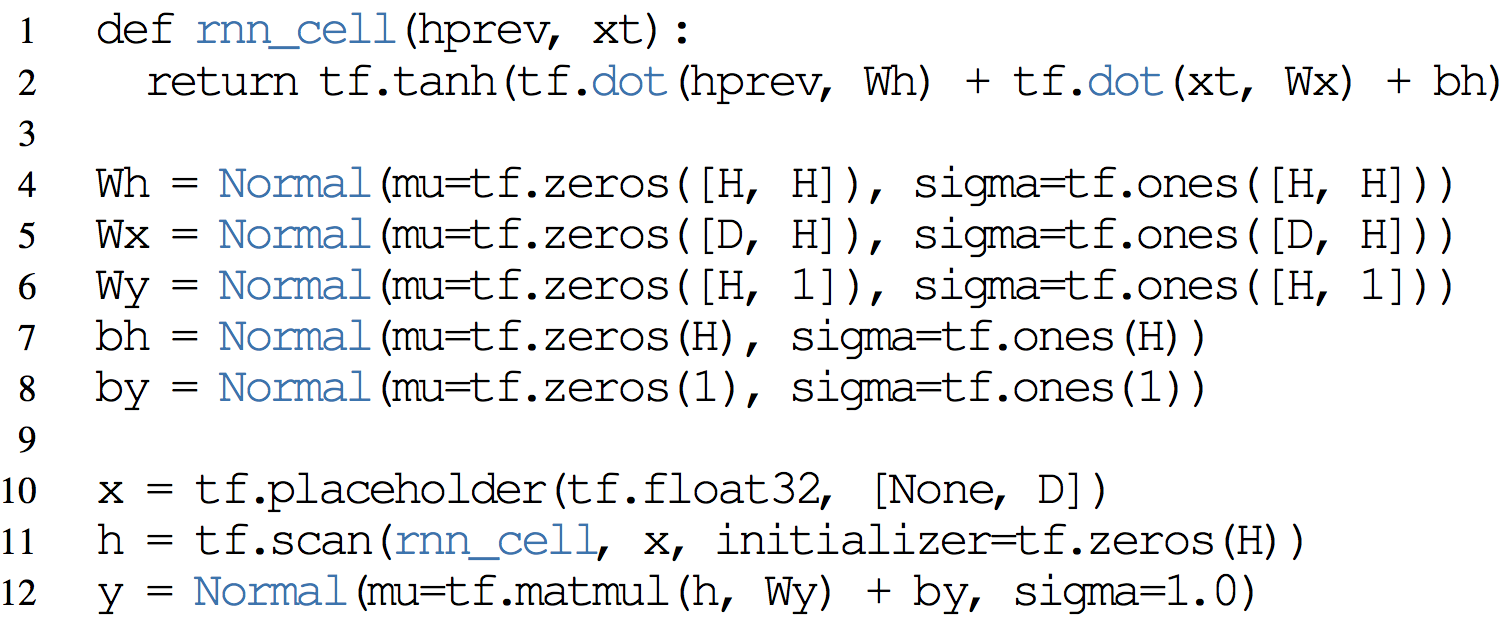 1 def rnn_cell(hprev, xt):
2   return tf.tanh(tf.dot(hprev, Wh) + tf.dot(xt, Wx) + bh)
3
4 Wh = Normal(mu=tf.zeros([H, H]), sigma=tf.ones([H, H]))
5 Wx = Normal(mu=tf.zeros([D, H]), sigma=tf.ones([D, H]))
6 Wy = Normal(mu=tf.zeros([H, 1]), sigma=tf.ones([H, 1]))
7 bh = Normal(mu=tf.zeros(H), sigma=tf.ones(H))
8 by = Normal(mu=tf.zeros(1), sigma=tf.ones(1))
9
10 x = tf.placeholder(tf.float32, [None, D])
11 h = tf.scan(rnn_cell, x, initializer=tf.zeros(H))
12 y = Normal(mu=tf.matmul(h, Wy) + by, sigma=1.0)